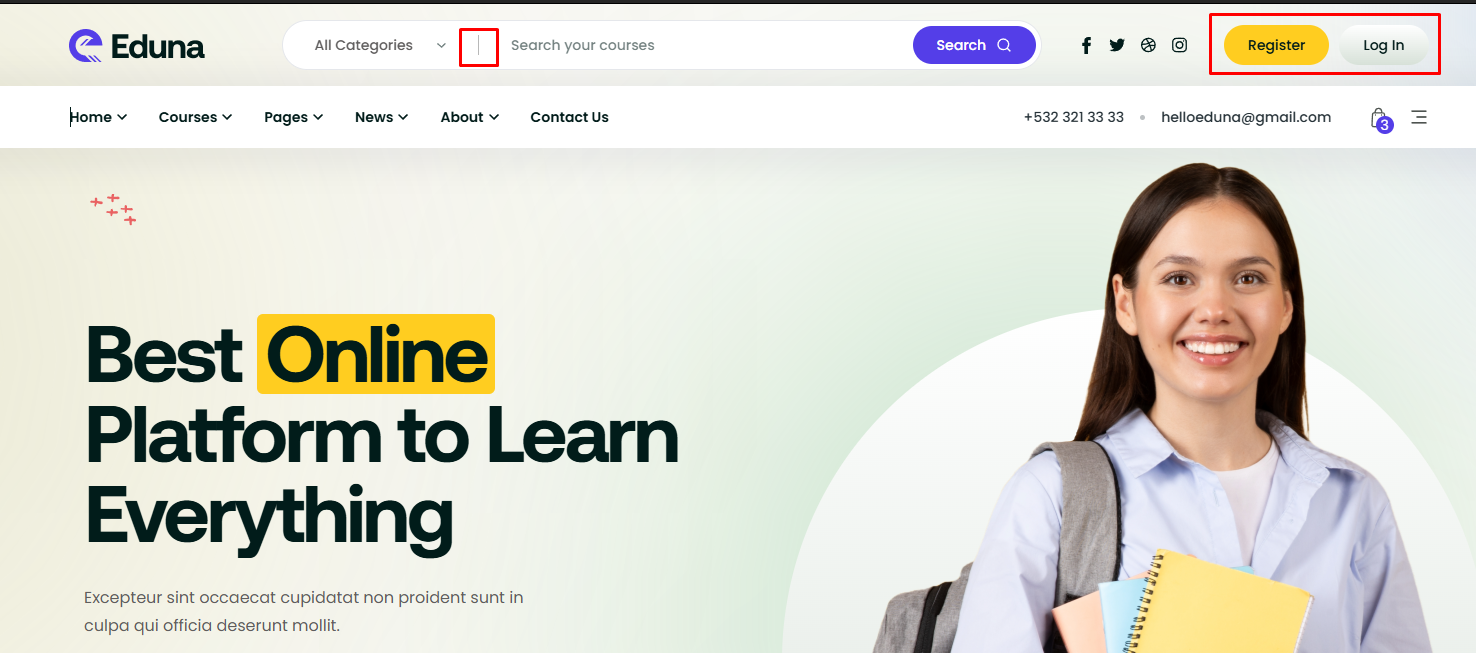 Eduna All Categories Search your courses Search Register Log In
Home Courses Pages News About Contact Us +532 321 33 33 helloeduna@gmail.com 3
Best Online
Platform to Learn
Everything
Excepteur sint occaecat cupidatat non proident sunt in
culpa qui officia deserunt mollit.